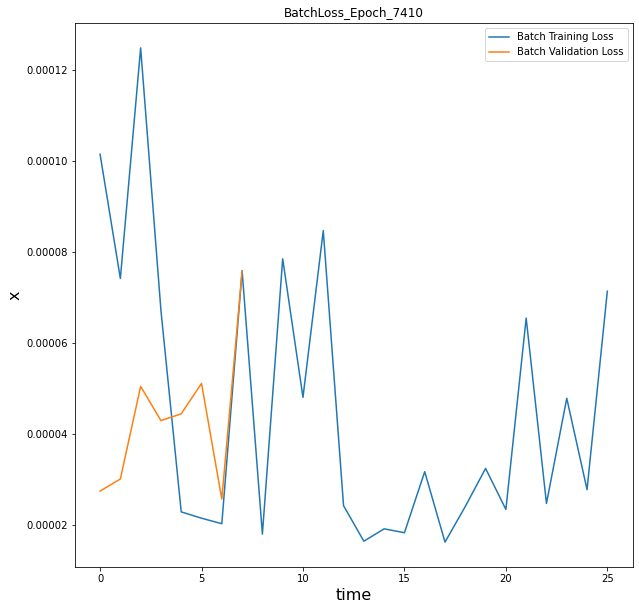 BatchLoss_Epoch_7410
Batch Training Loss
Batch Validation Loss
0.00012
0.00010
0.00008
0.00006
0.00004
0.00002
x
0 5 10 15 20 25
time